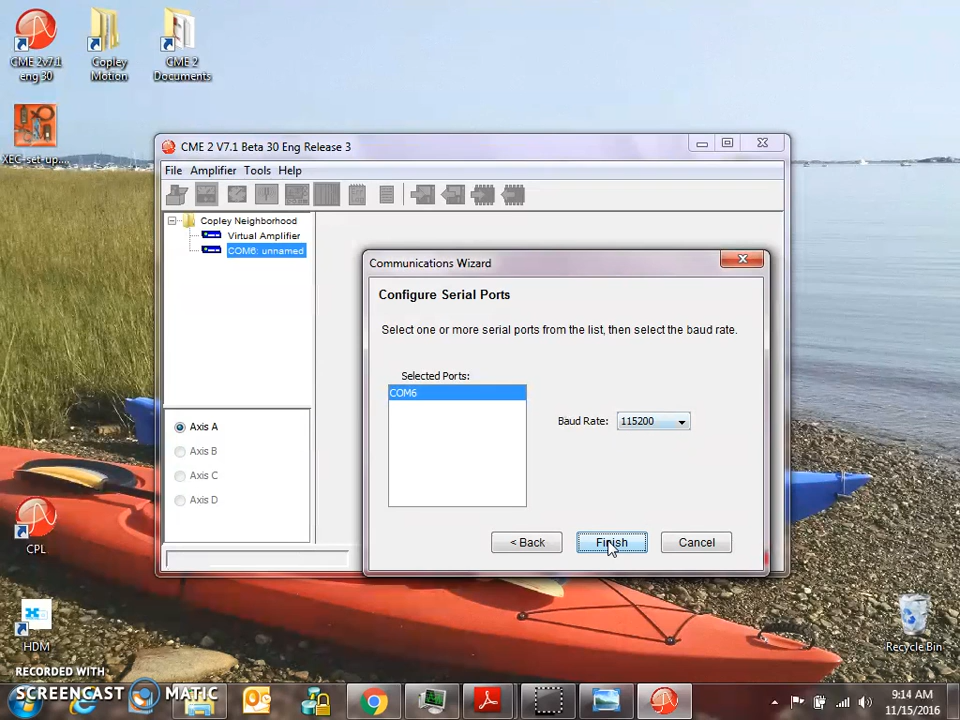 CME 2v7.1
eng 30
Copley
Motion
CME 2
Documents
XEC-set-up...
CME 2 V7.1 Beta 30 Eng Release 3
File Amplifier Tools Help
Copley Neighborhood
Virtual Amplifier
COM6: unnamed
Axis A
Axis B
Axis C
Axis D
Communications Wizard
Configure Serial Ports
Select one or more serial ports from the list, then select the baud rate.
Selected Ports:
COM6
Baud Rate: 115200
< Back Finish Cancel
CPL
HDM
Recycle Bin
RECORDED WITH
SCREENCAST MATIC
9:14 AM
11/15/2016